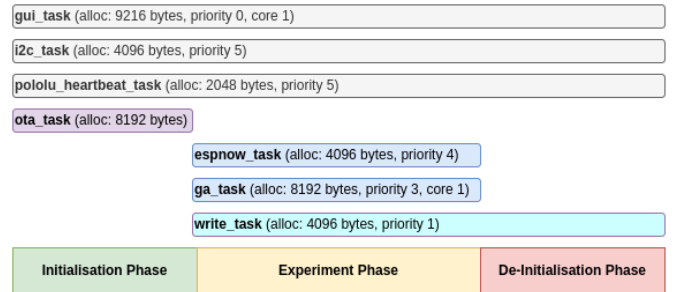 gui_task (alloc: 9216 bytes, priority 0, core 1)
i2c_task (alloc: 4096 bytes, priority 5)
pololu_heartbeat_task (alloc: 2048 bytes, priority 5)
ota_task (alloc: 8192 bytes)
espnow_task (alloc: 4096 bytes, priority 4)
ga_task (alloc: 8192 bytes, priority 3, core 1)
write_task (alloc: 4096 bytes, priority 1)
Initialisation Phase Experiment Phase De-Initialisation Phase